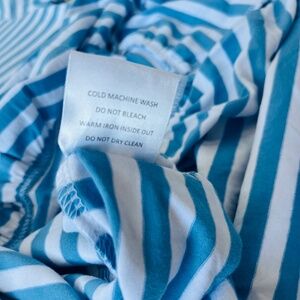 COLD MACHINE WASH
DO NOT BLEACH
WARM IRON INSIDE OUT
DO NOT DRY CLEAN